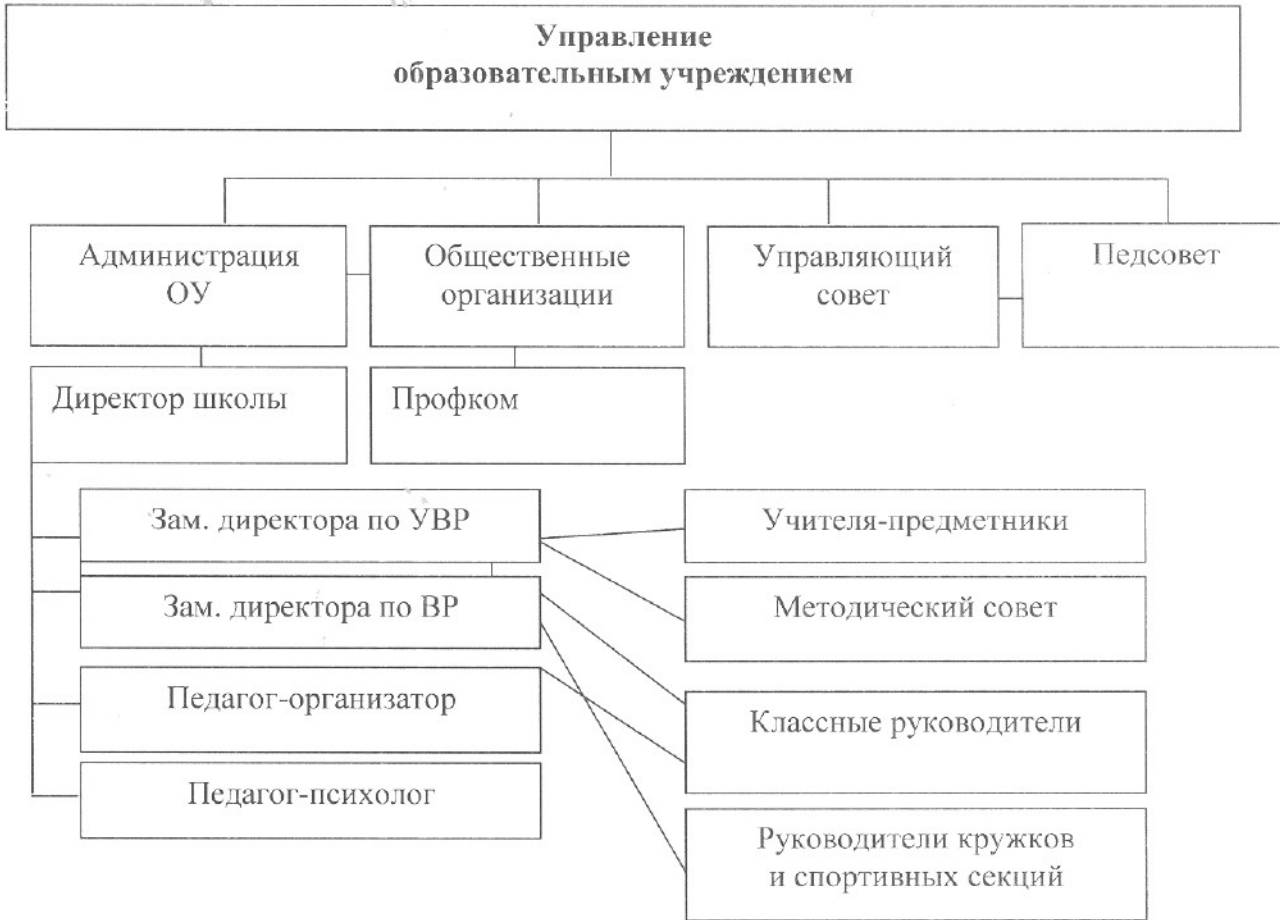 Управление
образовательным учреждением
Администрация
ОУ
Общественные
организации
Управляющий
совет
Педсовет
Директор школы
Профком
Зам. директора по УВР
Учителя-предметники
Зам. директора по ВР
Методический совет
Педагог-организатор
Классные руководители
Педагог-психолог
Руководители кружков
и спортивных секций